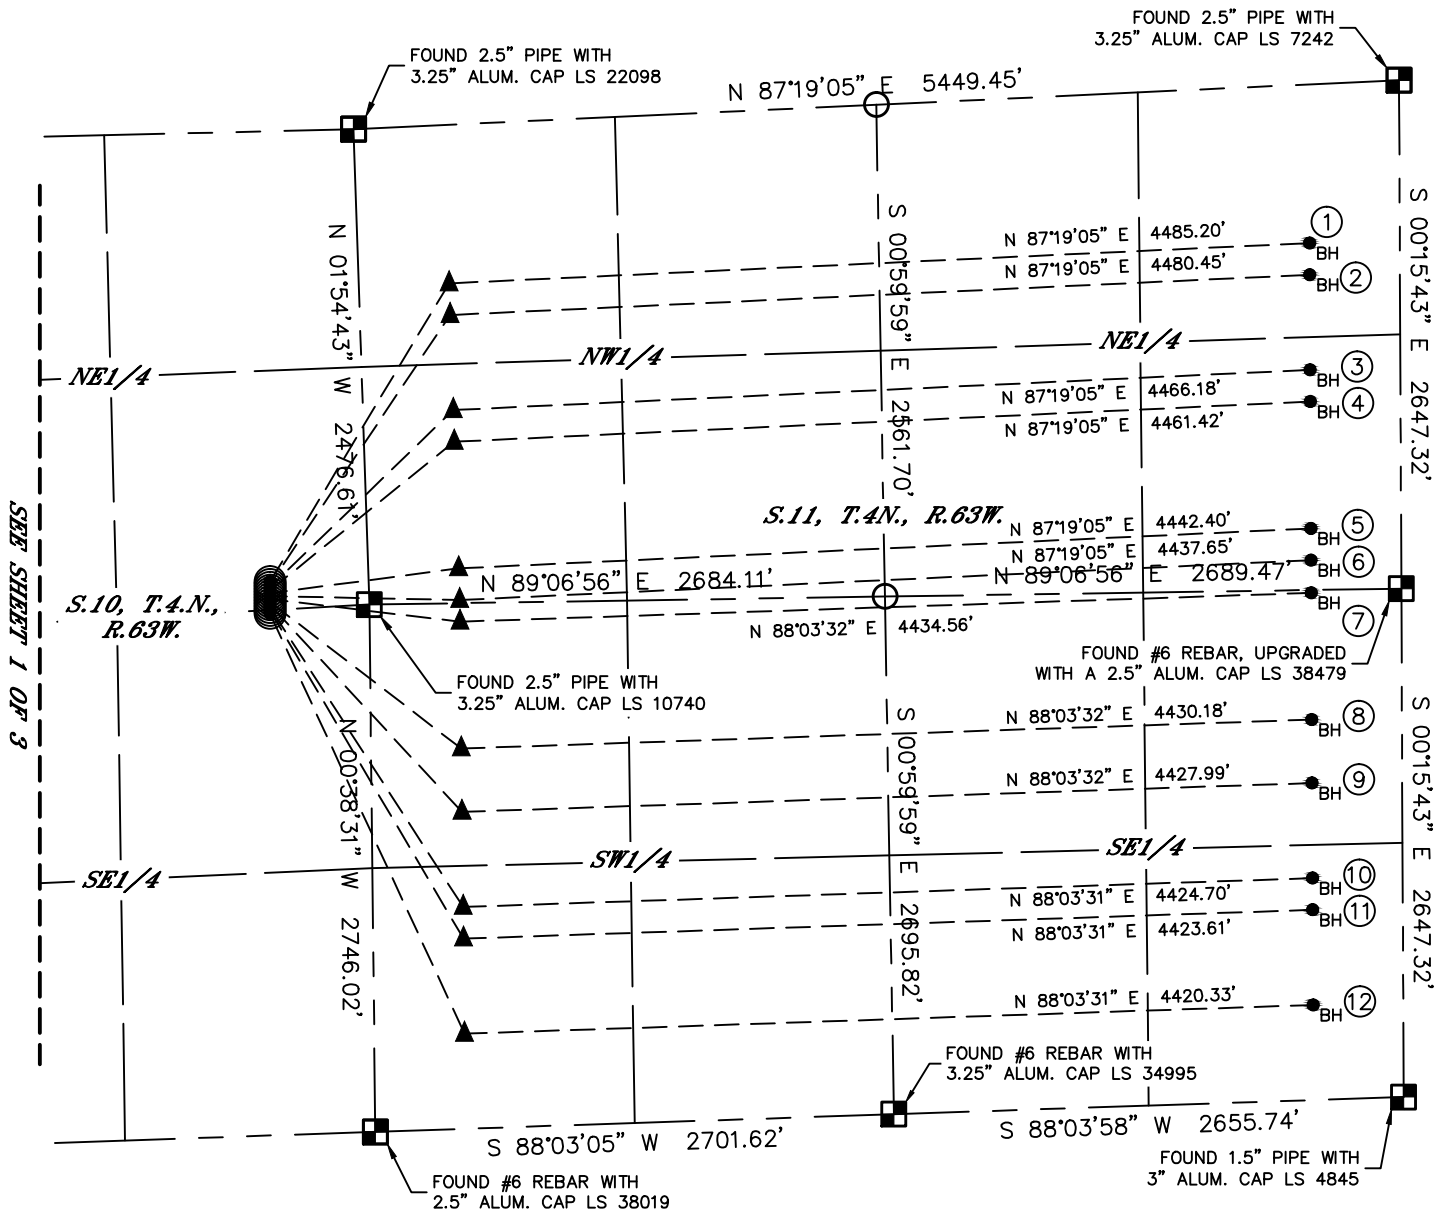 FOUND 2.5” PIPE WITH
3.25” ALUM. CAP LS 7242
FOUND 2.5” PIPE WITH
3.25” ALUM. CAP LS 22098
N 87°19'05” E 5449.45'
N 01°54'43” W 2476.61'
S 00°59'59” E 2561.70'
S 00°15'43” E 2647.32'
N 87°19'05” E 4485.20'
1
BH
N 87°19'05” E 4480.45'
BH 2
NE1/4
NW1/4
NE1/4
N 87°19'05” E 4466.18'
3
BH
N 87°19'05” E 4461.42'
BH 4
S.11, T.4N., R.63W.
N 87°19'05” E 4442.40'
5
BH
N 87°19'05” E 4437.65'
BH 6
N 89°06'56” E 2684.11'
N 89°06'56” E 2689.47'
S.10, T.4.N.,
R.63W.
N 88°03'32” E 4434.56'
BH
7
SEE SHEET 1 OF 3
FOUND #6 REBAR, UPGRADED
WITH A 2.5” ALUM. CAP LS 38479
FOUND 2.5” PIPE WITH
3.25” ALUM. CAP LS 10740
N 00°38'31” W 2746.02'
S 00°59'59” E 2695.82'
S 00°15'43” E 2647.32'
N 88°03'32” E 4430.18'
BH 8
N 88°03'32” E 4427.99'
BH 9
SE1/4
SW1/4
SE1/4
N 88°03'31” E 4424.70'
BH 10
N 88°03'31” E 4423.61'
BH 11
N 88°03'31” E 4420.33'
BH 12
FOUND #6 REBAR WITH
3.25” ALUM. CAP LS 34995
S 88°03'05” W 2701.62'
S 88°03'58” W 2655.74'
FOUND 1.5” PIPE WITH
3” ALUM. CAP LS 4845
FOUND #6 REBAR WITH
2.5” ALUM. CAP LS 38019